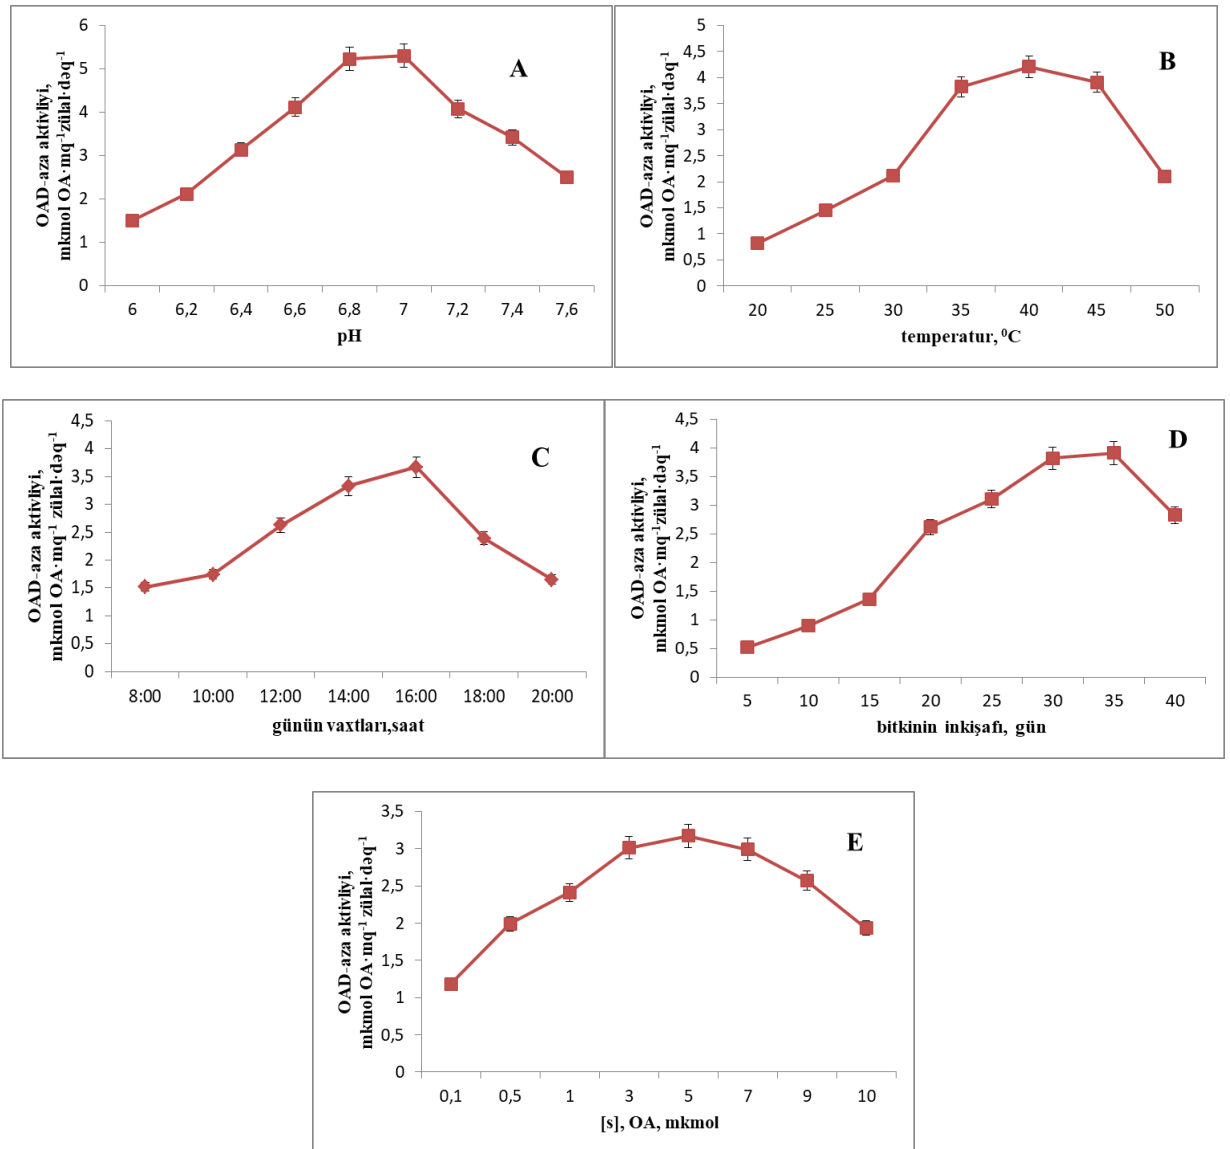 OAD-aza aktivliyi,
mkmol OA·mq⁻¹zülal·dəq⁻¹
6
5
4
3
2
1
0
A
6 6,2 6,4 6,6 6,8 7 7,2 7,4 7,6
pH
OAD-aza aktivliyi,
mkmol OA·mq⁻¹zülal·dəq⁻¹
5
4,5
4
3,5
3
2,5
2
1,5
1
0,5
0
B
20 25 30 35 40 45 50
temperatur, ⁰C
OAD-aza aktivliyi,
mkmol OA·mq⁻¹ zülal·dəq⁻¹
4,5
4
3,5
3
2,5
2
1,5
1
0,5
0
C
8:00 10:00 12:00 14:00 16:00 18:00 20:00
günün vaxtları,saat
OAD-aza aktivliyi,
mkmol OA·mq⁻¹zülal·dəq⁻¹
4,5
4
3,5
3
2,5
2
1,5
1
0,5
0
D
5 10 15 20 25 30 35 40
bitkinin inkişafı, gün
OAD-aza aktivliyi,
mkmol OA·mq⁻¹ zülal·dəq⁻¹
3,5
3
2,5
2
1,5
1
0,5
0
E
0,1 0,5 1 3 5 7 9 10
[s], OA, mkmol